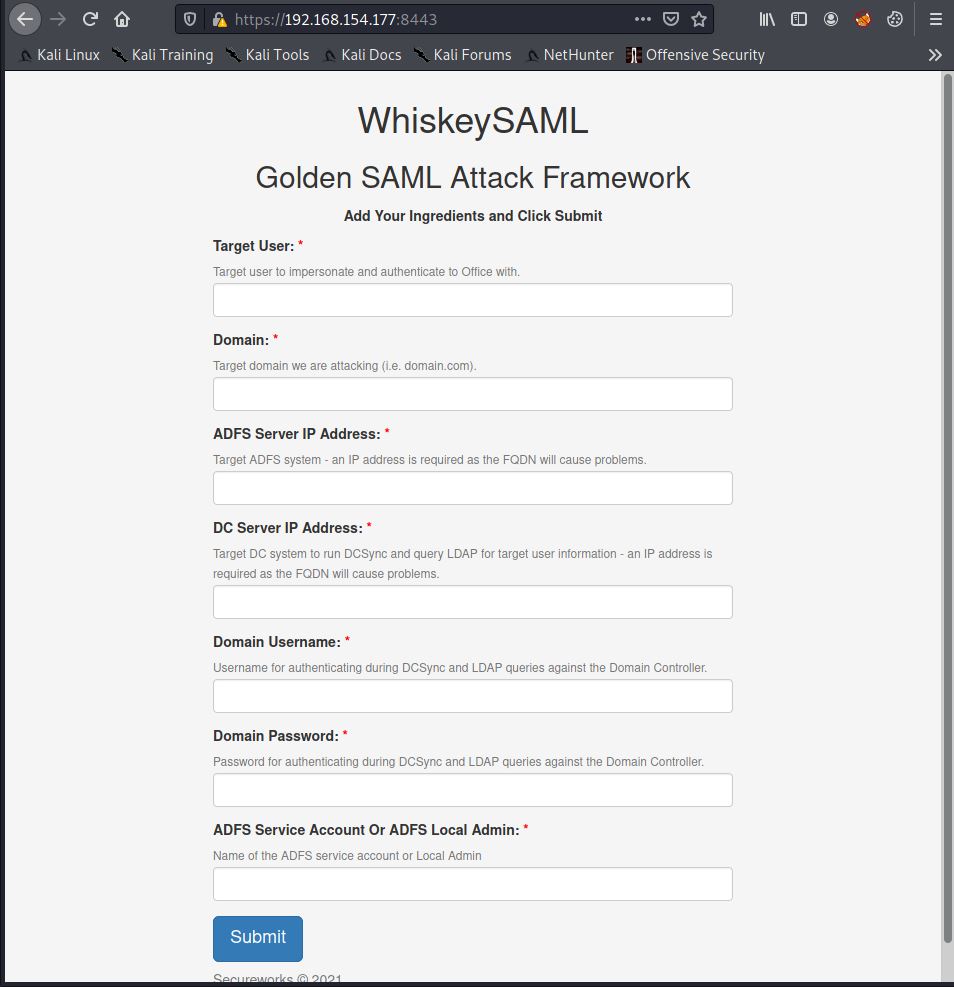 https://192.168.154.177:8443
Kali Linux Kali Training Kali Tools Kali Docs Kali Forums NetHunter Offensive Security
WhiskeySAML
Golden SAML Attack Framework
Add Your Ingredients and Click Submit
Target User: *
Target user to impersonate and authenticate to Office with.
Domain: *
Target domain we are attacking (i.e. domain.com).
ADFS Server IP Address: *
Target ADFS system - an IP address is required as the FQDN will cause problems.
DC Server IP Address: *
Target DC system to run DCSync and query LDAP for target user information - an IP address is
required as the FQDN will cause problems.
Domain Username: *
Username for authenticating during DCSync and LDAP queries against the Domain Controller.
Domain Password: *
Password for authenticating during DCSync and LDAP queries against the Domain Controller.
ADFS Service Account Or ADFS Local Admin: *
Name of the ADFS service account or Local Admin
Submit
Secureworks © 2021